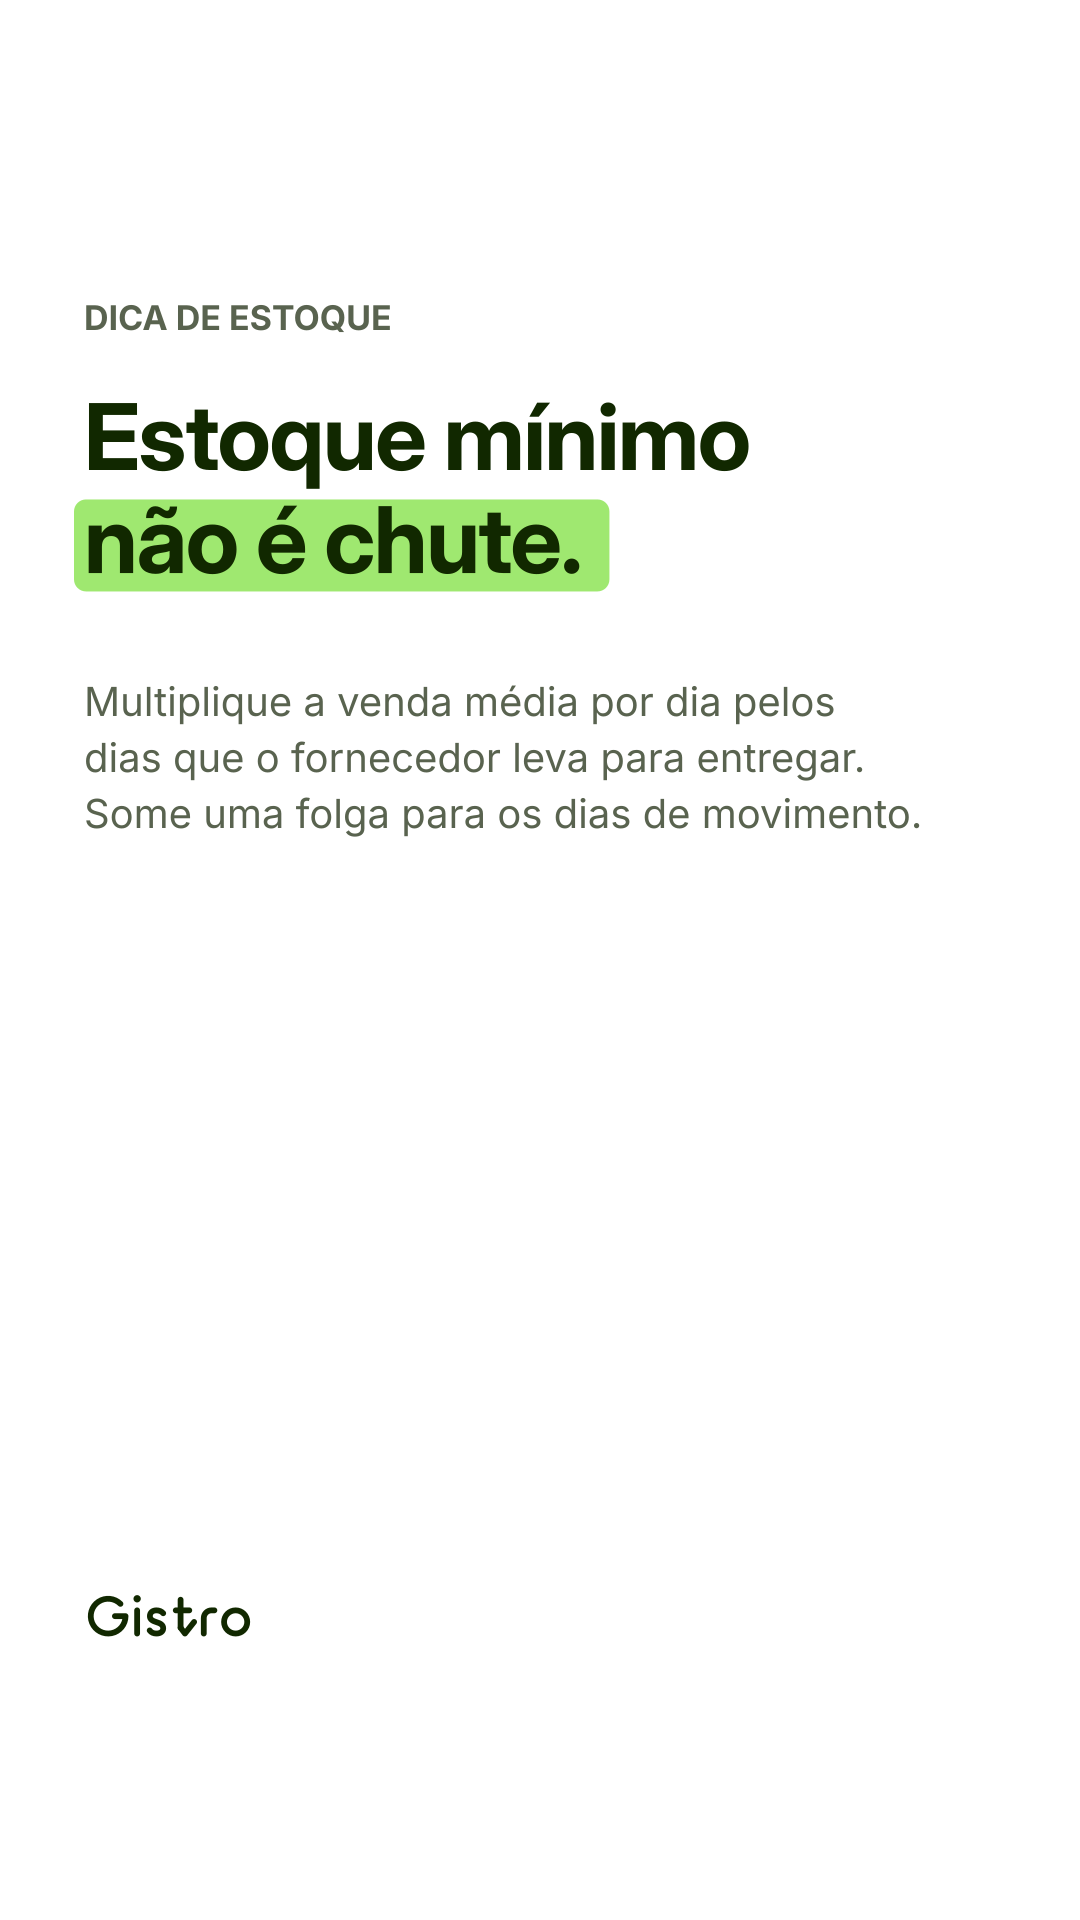 DICA DE ESTOQUE
Estoque mínimo
não é chute.
Multiplique a venda média por dia pelos
dias que o fornecedor leva para entregar.
Some uma folga para os dias de movimento.
Gistro